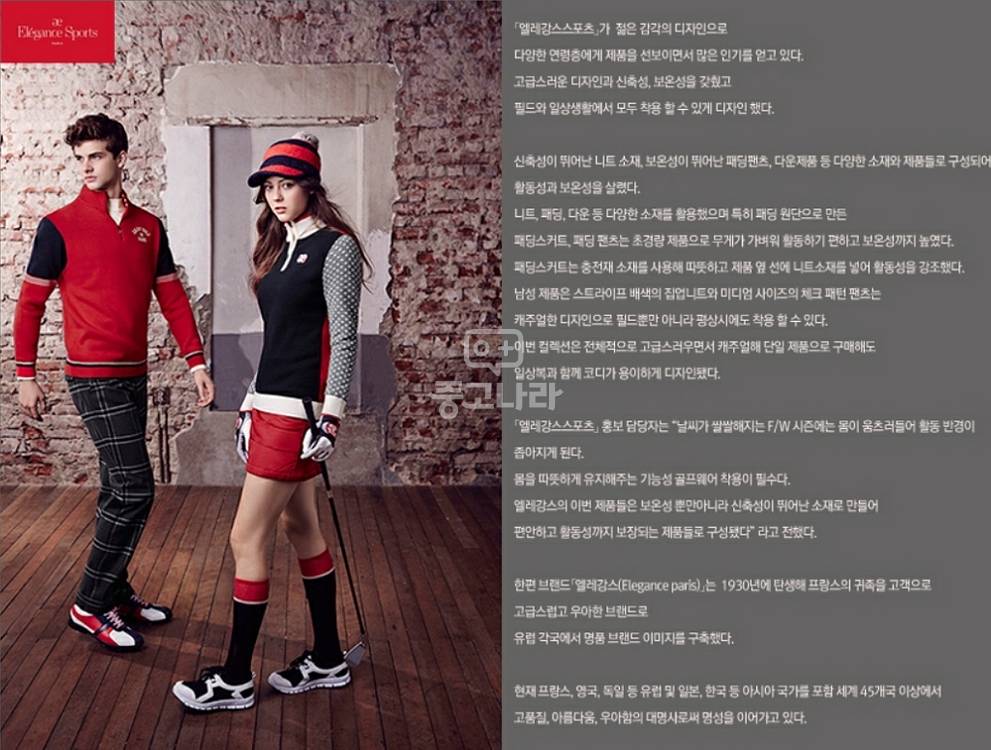 æ
Elégance Sports
「엘레강스스포츠」가 젊은 감각의 디자인으로
다양한 연령층에게 제품을 선보이면서 많은 인기를 얻고 있다.
고급스러운 디자인과 신축성, 보온성을 갖췄고
필드와 일상생활에서 모두 착용 할 수 있게 디자인 했다.
신축성이 뛰어난 니트 소재, 보온성이 뛰어난 패딩팬츠, 다운제품 등 다양한 소재와 제품들로 구성되어
활동성과 보온성을 살렸다.
니트, 패딩, 다운 등 다양한 소재를 활용했으며 특히 패딩 원단으로 만든
패딩스커트, 패딩 팬츠는 초경량 제품으로 무게가 가벼워 활동하기 편하고 보온성까지 높였다.
패딩스커트는 충전재 소재를 사용해 따뜻하고 제품 옆 선에 니트소재를 넣어 활동성을 강조했다.
남성 제품은 스트라이프 배색의 집업니트와 미디엄 사이즈의 체크 패턴 팬츠는
캐주얼한 디자인으로 필드뿐만 아니라 평상시에도 착용 할 수 있다.
이번 컬렉션은 전체적으로 고급스러우면서 캐주얼해 단일 제품으로 구매해도
일상복과 함께 코디가 용이하게 디자인됐다.
중고나라
「엘레강스스포츠」 홍보 담당자는 "날씨가 쌀쌀해지는 F/W 시즌에는 몸이 움츠러들어 활동 반경이
좁아지게 된다.
몸을 따뜻하게 유지해주는 기능성 골프웨어 착용이 필수다.
엘레강스의 이번 제품들은 보온성 뿐만아니라 신축성이 뛰어난 소재로 만들어
편안하고 활동성까지 보장되는 제품들로 구성됐다" 라고 전했다.
한편 브랜드「엘레강스(Elegance paris)」는 1930년에 탄생해 프랑스의 귀족을 고객으로
고급스럽고 우아한 브랜드로
유럽 각국에서 명품 브랜드 이미지를 구축했다.
현재 프랑스, 영국, 독일 등 유럽 및 일본, 한국 등 아시아 국가를 포함 세계 45개국 이상에서
고품질, 아름다움, 우아함의 대명사로써 명성을 이어가고 있다.